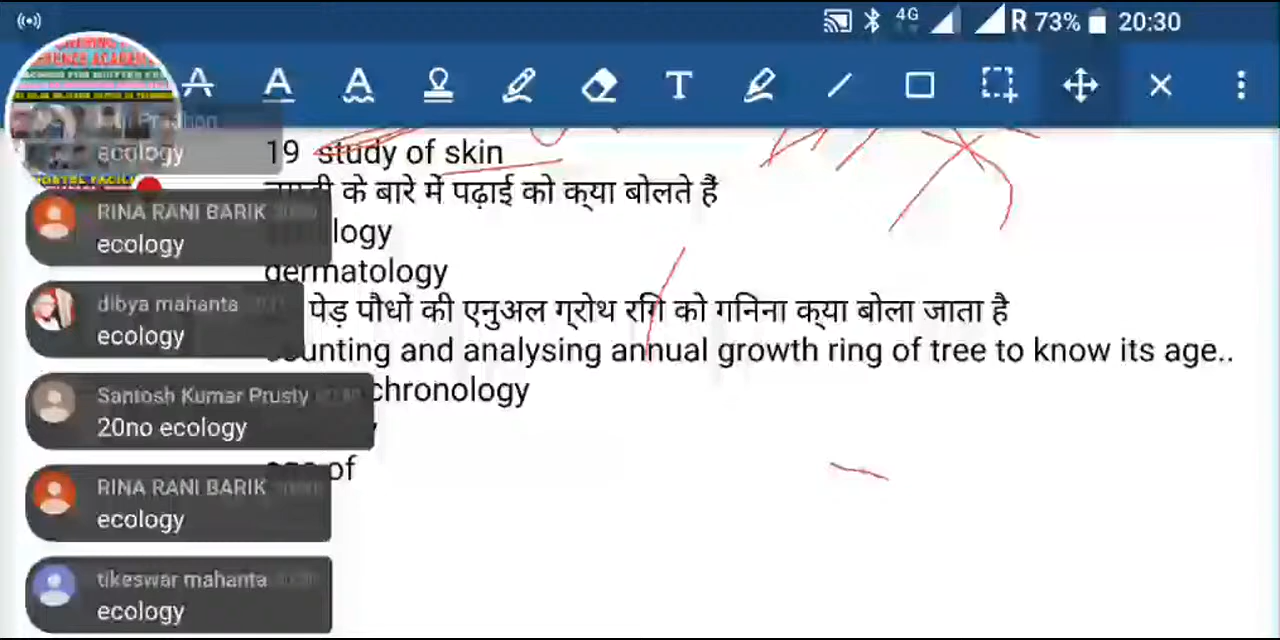 4G R 73% 20:30
A A A T
ecology
19 study of skin
के बारे में पढ़ाई को क्या बोलते हैं
RINA RANI BARIK
ecology
logy
dermatology
dibya mahanta
ecology
पेड़ पौधों की एनुअल ग्रोथ रिंग को गिनना क्या बोला जाता है
counting and analysing annual growth ring of tree to know its age..
Santosh Kumar Prusty
20no ecology
chronology
RINA RANI BARIK
ecology
of
tikeswar mahanta
ecology